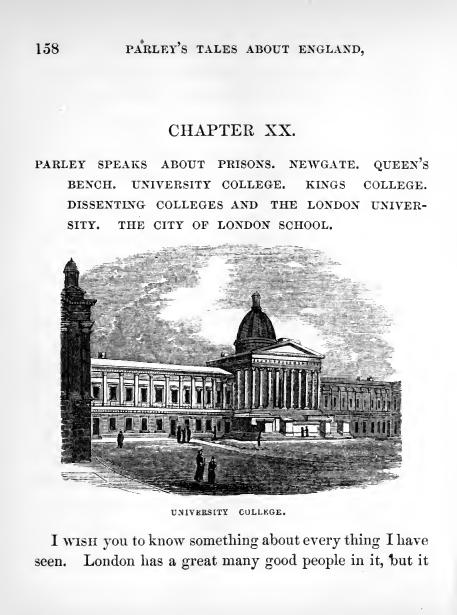 158 PARLEY'S TALES ABOUT ENGLAND,
CHAPTER XX.
PARLEY SPEAKS ABOUT PRISONS. NEWGATE. QUEEN'S
BENCH. UNIVERSITY COLLEGE. KINGS COLLEGE.
DISSENTING COLLEGES AND THE LONDON UNIVER-
SITY. THE CITY OF LONDON SCHOOL.
UNIVERSITY COLLEGE.
I WISH you to know something about every thing I have
seen. London has a great many good people in it, but it